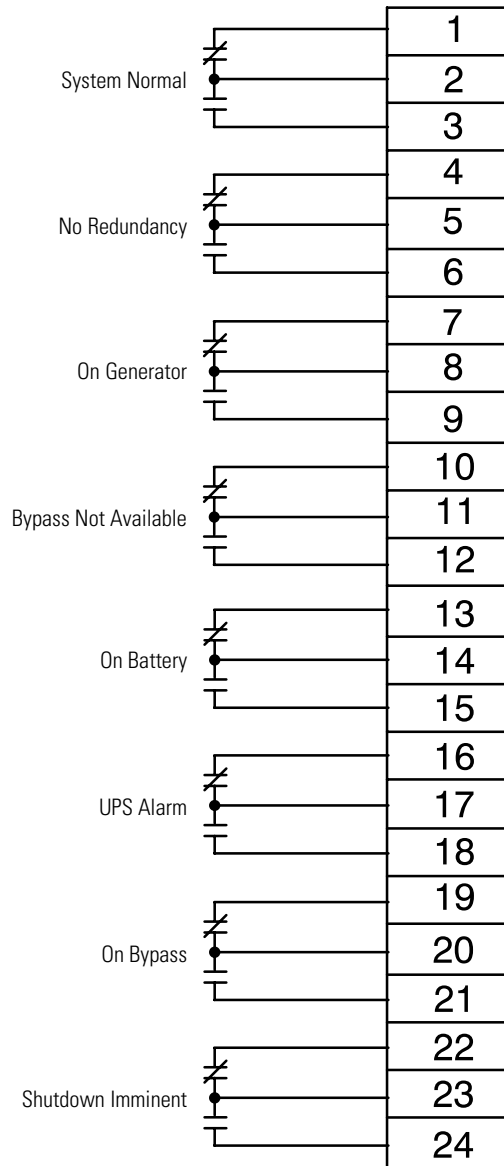 1
System Normal 2
3
4
No Redundancy 5
6
7
On Generator 8
9
10
Bypass Not Available 11
12
13
On Battery 14
15
16
UPS Alarm 17
18
19
On Bypass 20
21
22
Shutdown Imminent 23
24